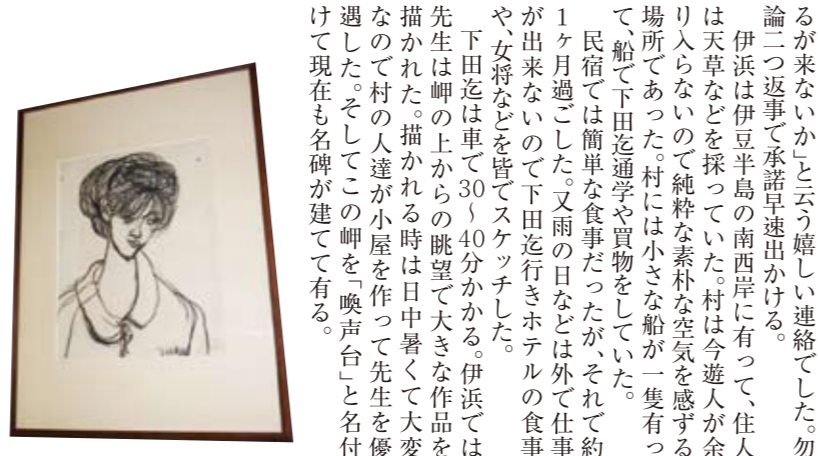 るが来ないか」と云う嬉しい連絡でした。勿
論二つ返事で承諾早速出かける。
伊浜は伊豆半島の南西岸に有って、住人
は天草などを採っていた。村は今遊人が余
り入らないので純粋な素朴な空気を感ずる
場所であった。村には小さな船が一隻有っ
て、船で下田迄通学や買物をしていた。
民宿では簡単な食事だったが、それで約
1ヶ月過ごした。又雨の日などは外で仕事
が出来ないので下田迄行きホテルの食事
や、女将などを皆でスケッチした。
下田迄は車で30〜40分かかる。伊浜では
先生は岬の上からの眺望で大きな作品を
描かれた。描かれる時は日中暑くて大変
なので村の人達が小屋を作って先生を優
遇した。そしてこの岬を「喚声台」と名付
けて現在も名碑が建てて有る。